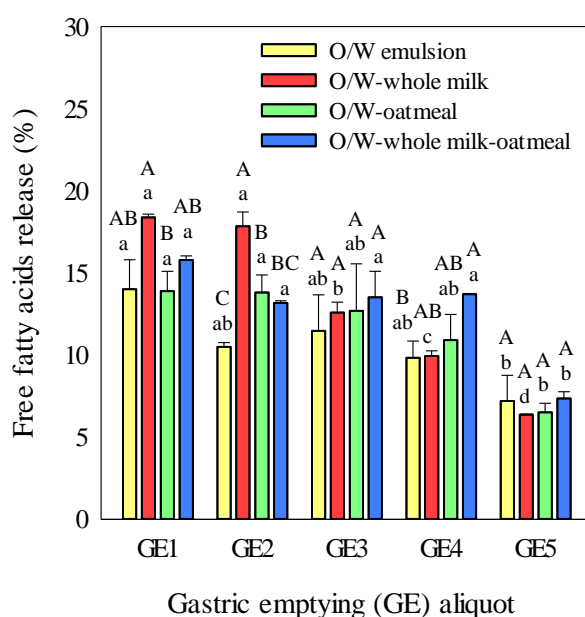 Free fatty acids release (%)
30
25
20
15
10
5
0
O/W emulsion
O/W-whole milk
O/W-oatmeal
O/W-whole milk-oatmeal
AB A B AB
a a a a
C A B BC
ab a a a
A A A A
ab b ab a
B AB AB A
ab c ab a
A A A A
b d b b
GE1 GE2 GE3 GE4 GE5
Gastric emptying (GE) aliquot